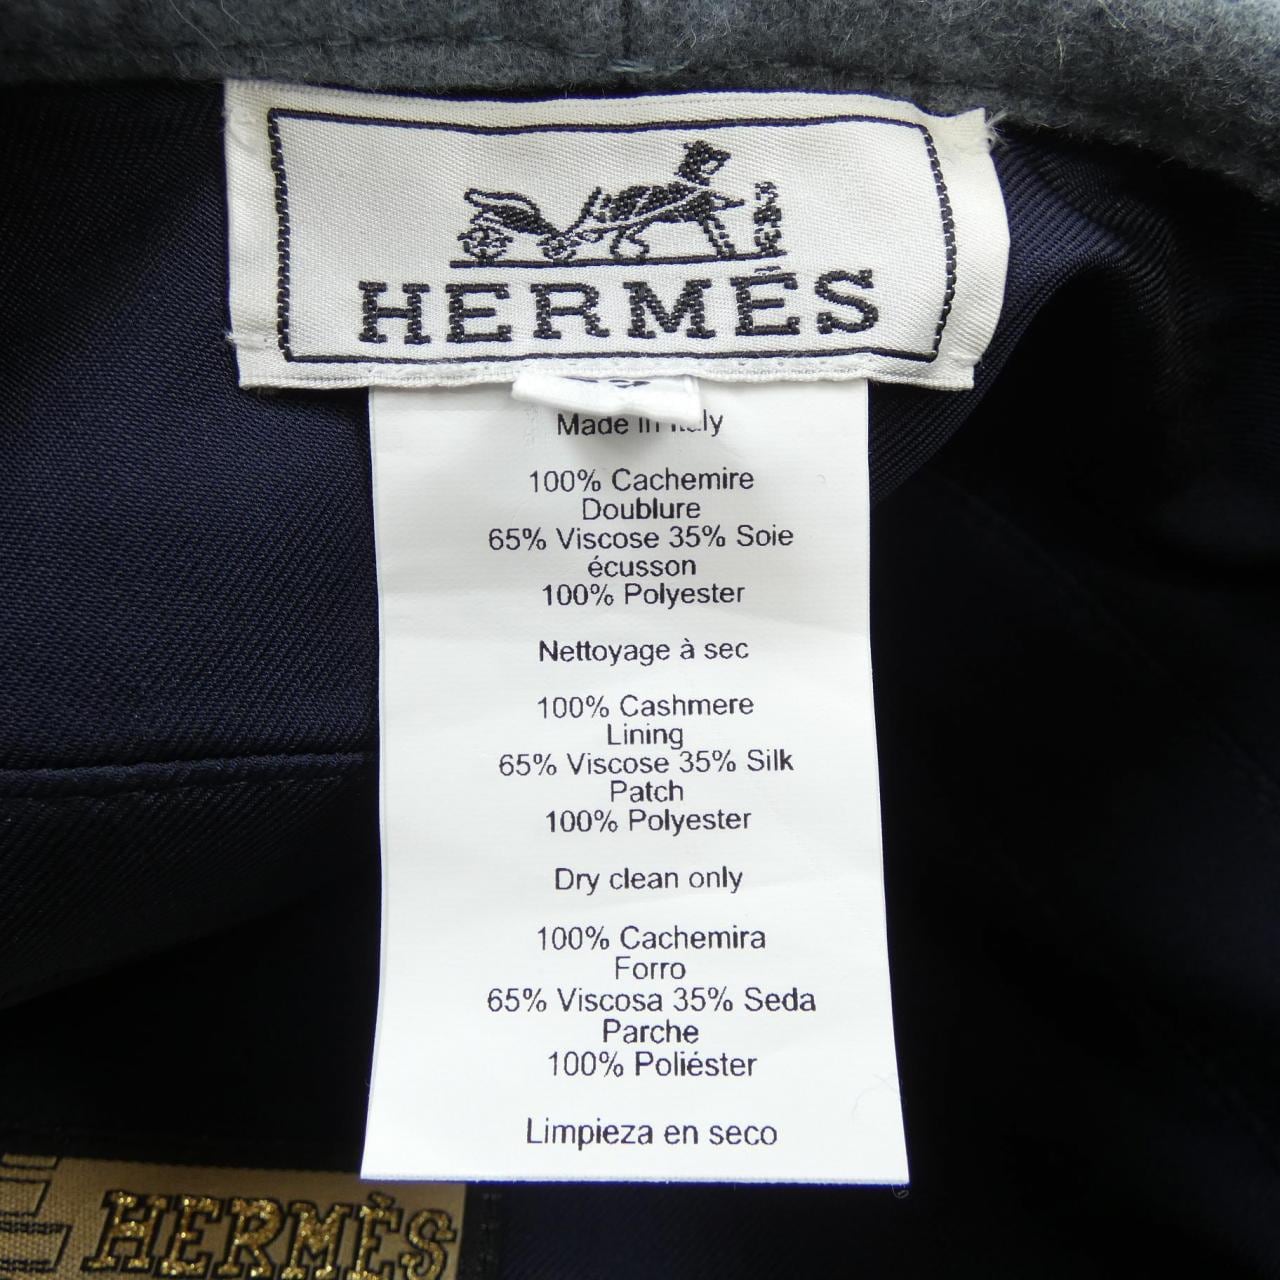 HERMÈS
Made in Italy
100% Cachemire
Doublure
65% Viscose 35% Soie
écusson
100% Polyester
Nettoyage à sec
100% Cashmere
Lining
65% Viscose 35% Silk
Patch
100% Polyester
Dry clean only
100% Cachemira
Forro
65% Viscosa 35% Seda
Parche
100% Poliéster
Limpieza en seco
HERMÈS